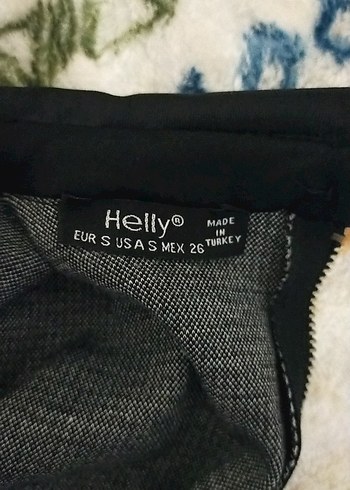 Helly®
EUR S USA S MEX 26
MADE
IN
TURKEY